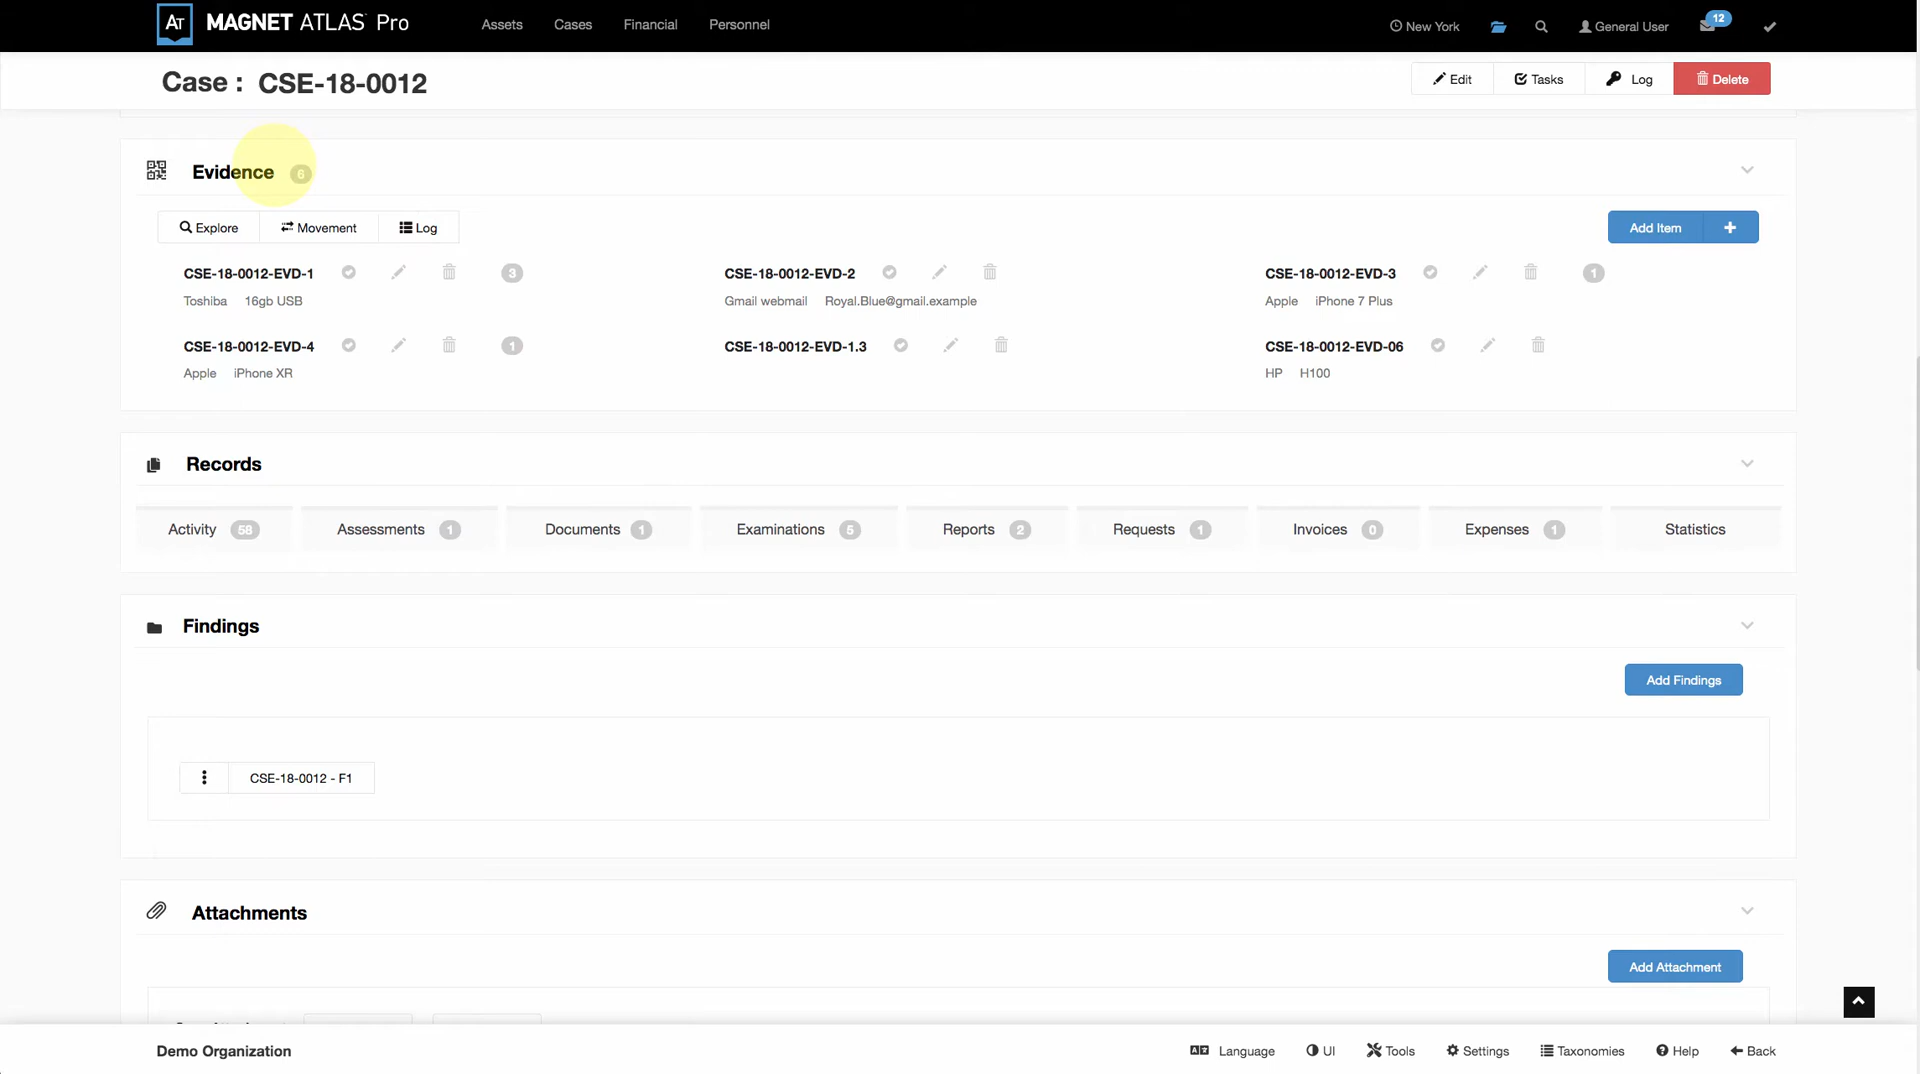 AT MAGNET ATLAS Pro Assets Cases Financial Personnel New York General User 12
Case : CSE-18-0012 Edit Tasks Log Delete
Evidence 6
Explore Movement Log Add Item +
CSE-18-0012-EVD-1 3 CSE-18-0012-EVD-2 CSE-18-0012-EVD-3 1
Toshiba 16gb USB Gmail webmail Royal.Blue@gmail.example Apple iPhone 7 Plus
CSE-18-0012-EVD-4 1 CSE-18-0012-EVD-1.3 CSE-18-0012-EVD-06
Apple iPhone XR HP H100
Records
Activity 58 Assessments 1 Documents 1 Examinations 5 Reports 2 Requests 1 Invoices 0 Expenses 1 Statistics
Findings
Add Findings
CSE-18-0012 - F1
Attachments
Add Attachment
Demo Organization Language UI Tools Settings Taxonomies Help Back